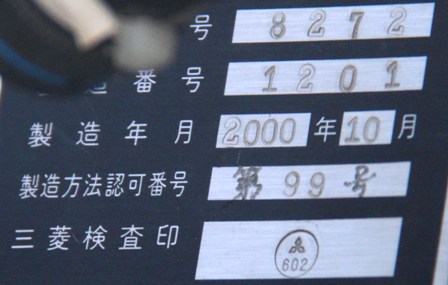 号 8272
造番号 1201
製造年月 2000年10月
製造方法認可番号 第99号
三菱検査印 602